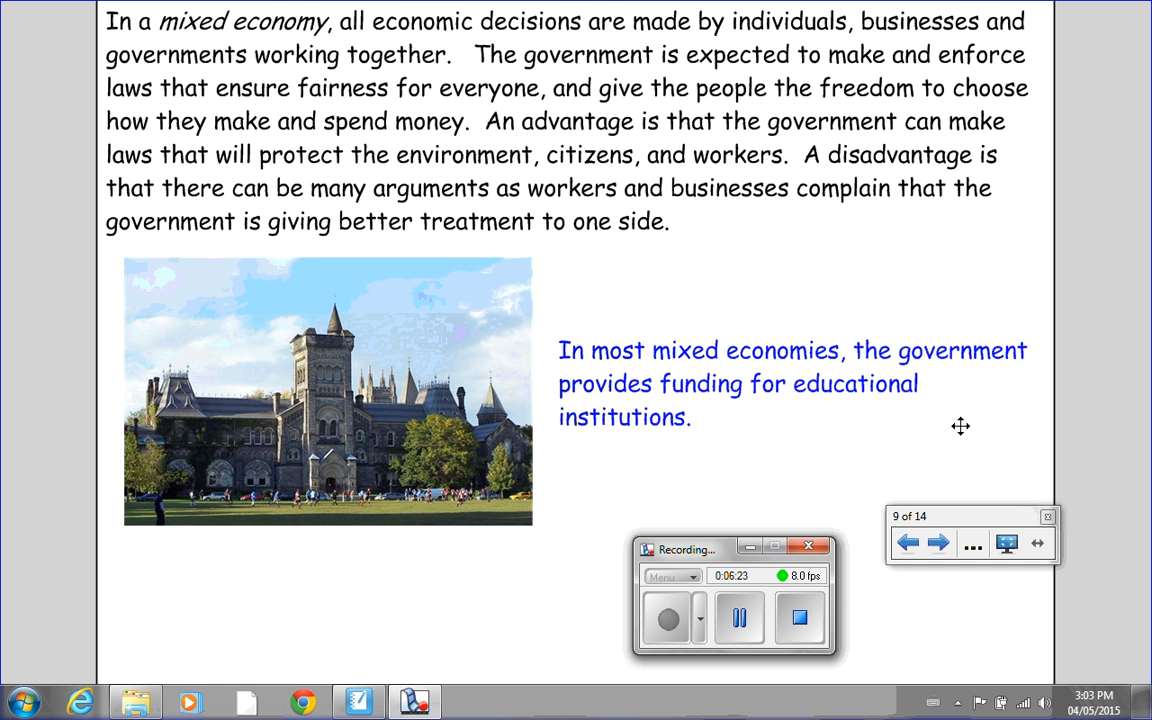 In a mixed economy, all economic decisions are made by individuals, businesses and
governments working together. The government is expected to make and enforce
laws that ensure fairness for everyone, and give the people the freedom to choose
how they make and spend money. An advantage is that the government can make
laws that will protect the environment, citizens, and workers. A disadvantage is
that there can be many arguments as workers and businesses complain that the
government is giving better treatment to one side.
In most mixed economies, the government
provides funding for educational
institutions.
9 of 14
...
Recording...
Menu
0:06:23
8.0 fps
3:03 PM
04/05/2015